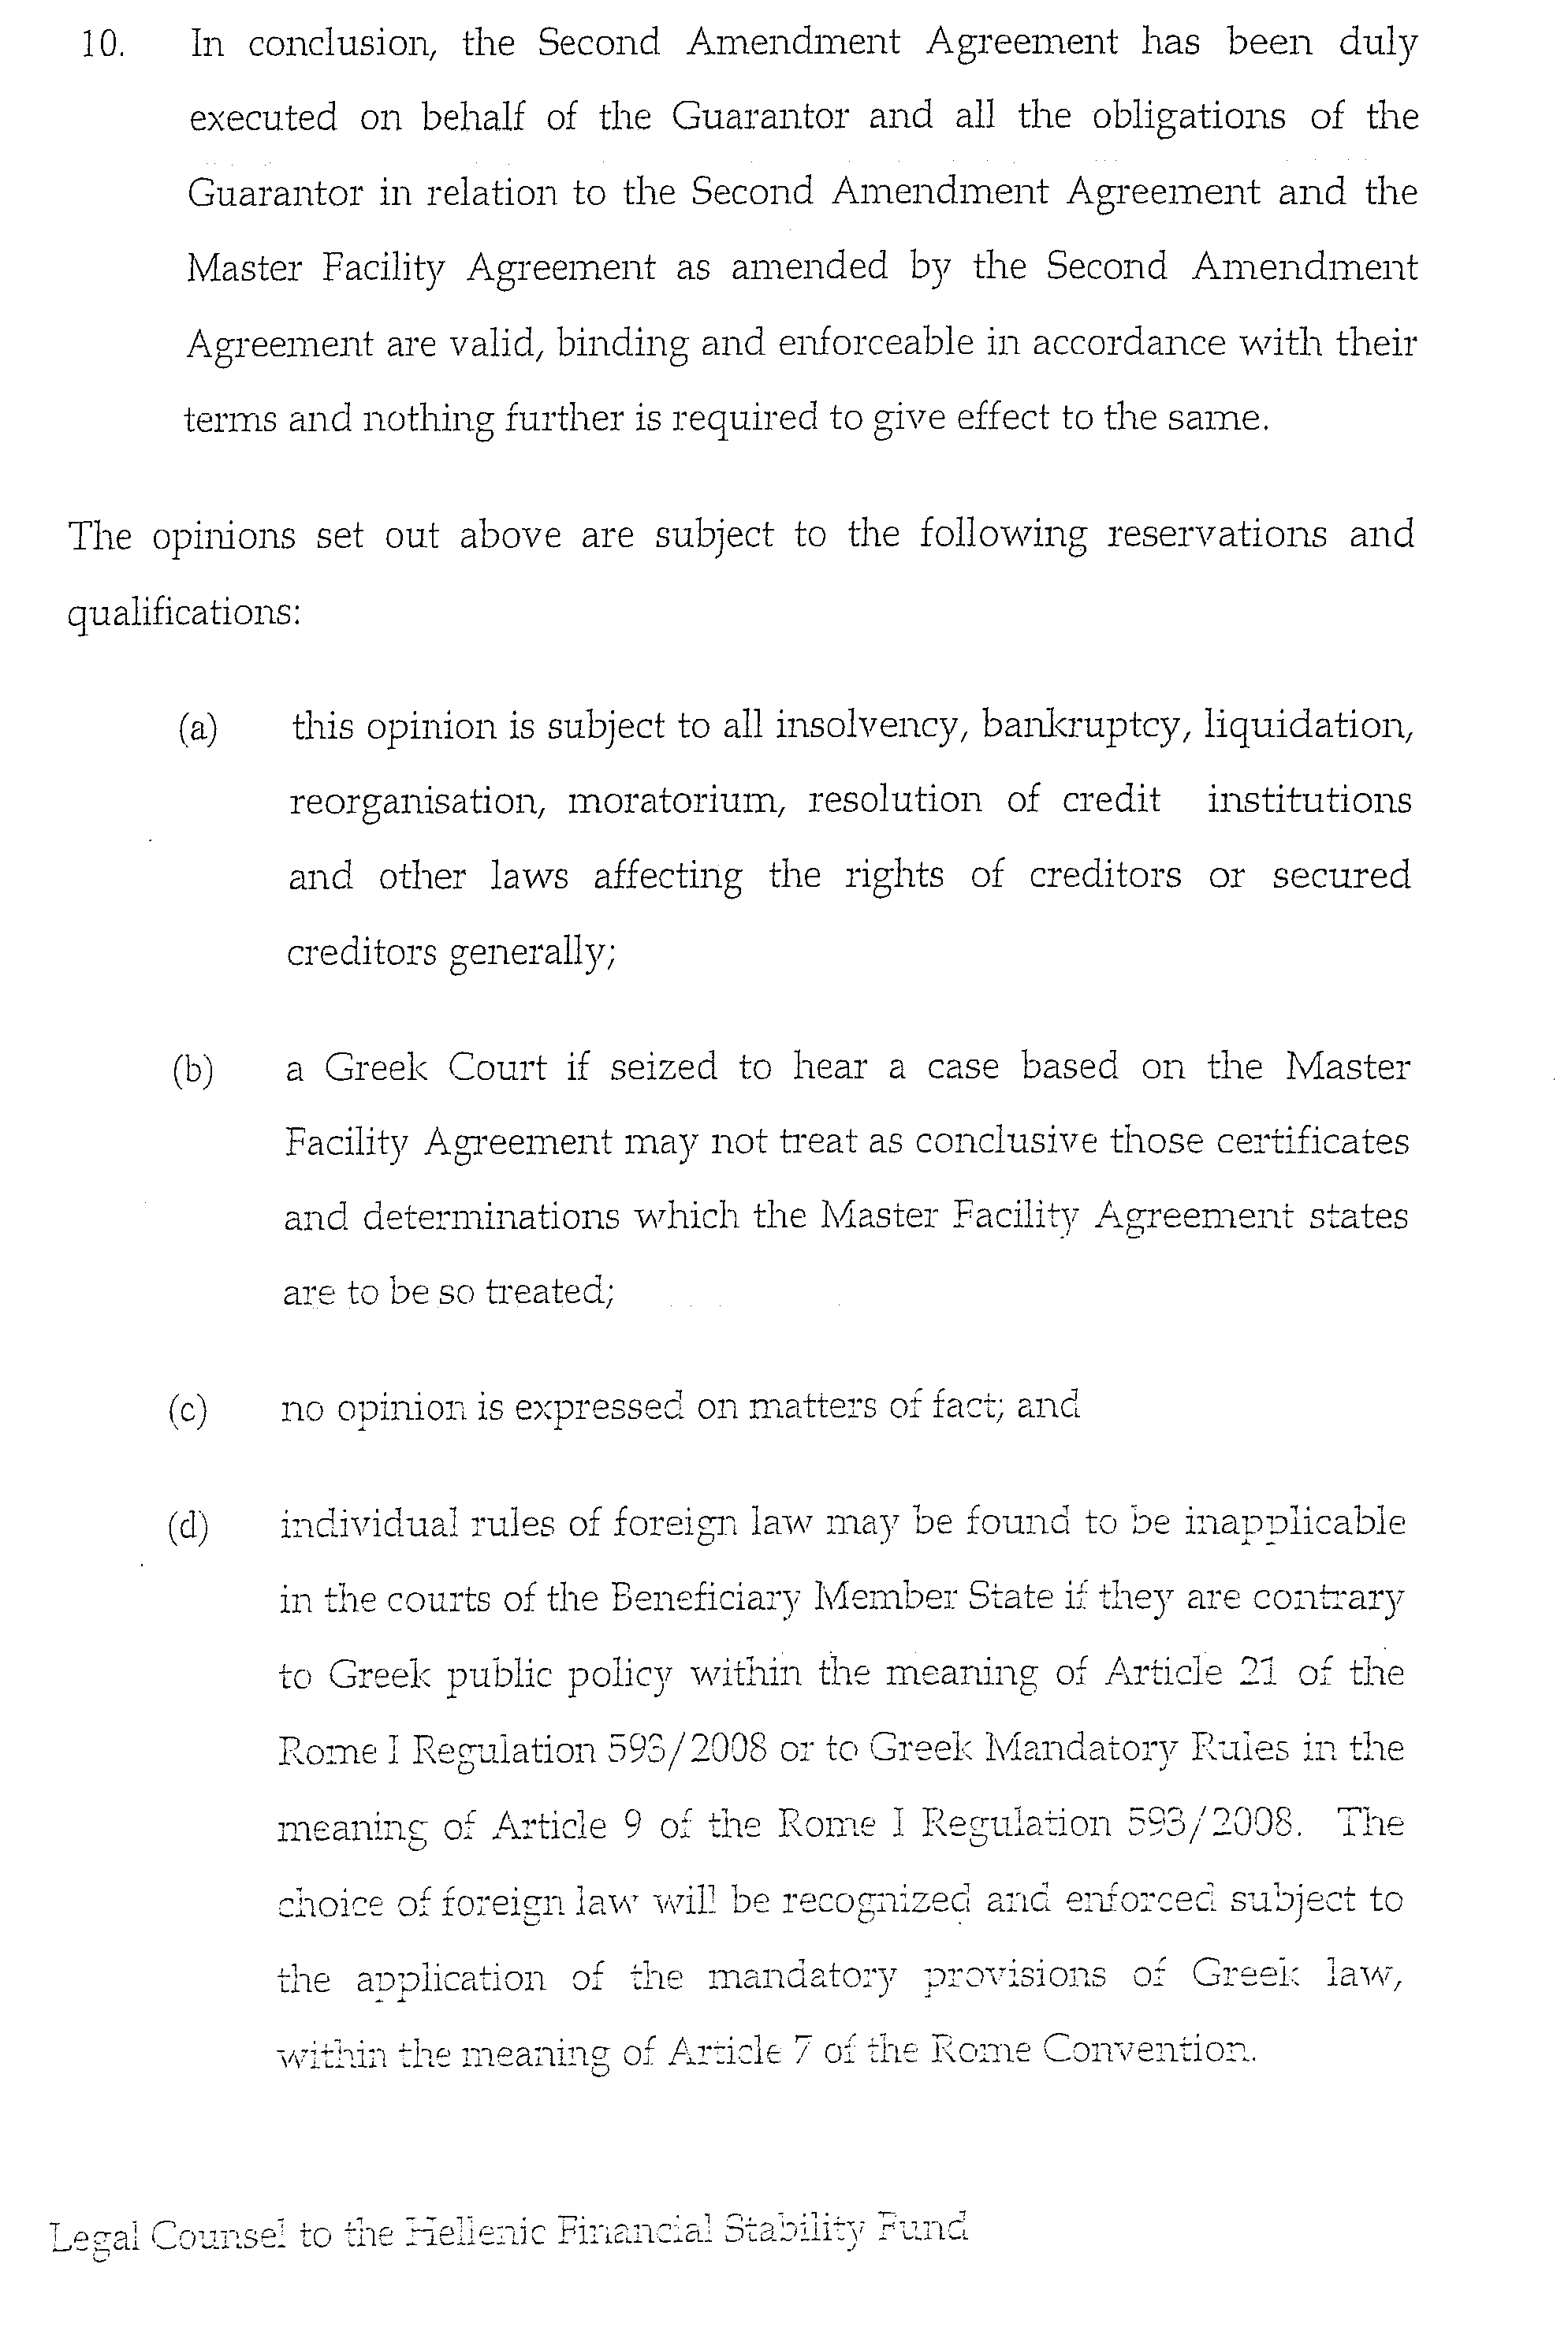 10. In conclusion, the Second Amendment Agreement has been duly
executed on behalf of the Guarantor and all the obligations of the
Guarantor in relation to the Second Amendment Agreement and the
Master Facility Agreement as amended by the Second Amendment
Agreement are valid, binding and enforceable in accordance with their
terms and nothing further is required to give effect to the same.
The opinions set out above are subject to the following reservations and
qualifications:
(a) this opinion is subject to all insolvency, bankruptcy, liquidation,
reorganisation, moratorium, resolution of credit institutions
and other laws affecting the rights of creditors or secured
creditors generally;
(b) a Greek Court if seized to hear a case based on the Master
Facility Agreement may not treat as conclusive those certificates
and determinations which the Master Facility Agreement states
are to be so treated;
(c) no opinion is expressed on matters of fact; and
(d) individual rules of foreign law may be found to be inapplicable
in the courts of the Beneficiary Member State if they are contrary
to Greek public policy within the meaning of Article 21 of the
Rome I Regulation 593/2008 or to Greek Mandatory Rules in the
meaning of Article 9 of the Rome I Regulation 593/2008. The
choice of foreign law will be recognized and enforced subject to
the application of the mandatory provisions of Greek law,
within the meaning of Article 7 of the Rome Convention.
Legal Counsel to the Hellenic Financial Stability Fund